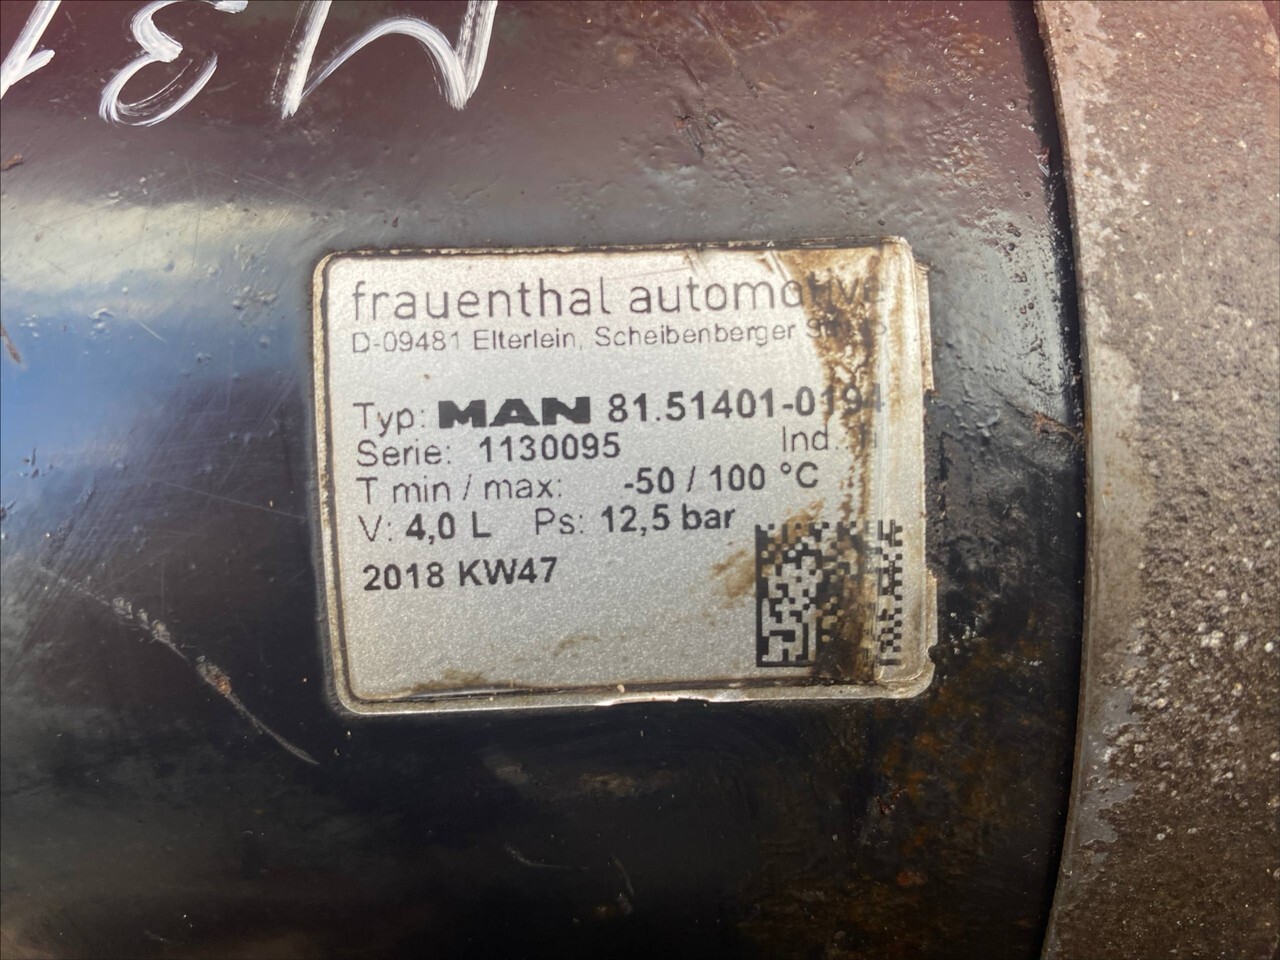 frauenthal automotive
D-09481 Elterlein, Scheibenberger
Typ: MAN 81.51401-0194
Serie: 1130095 Ind.:
T min / max: -50 / 100 °C
V: 4,0 L Ps: 12,5 bar
2018 KW47